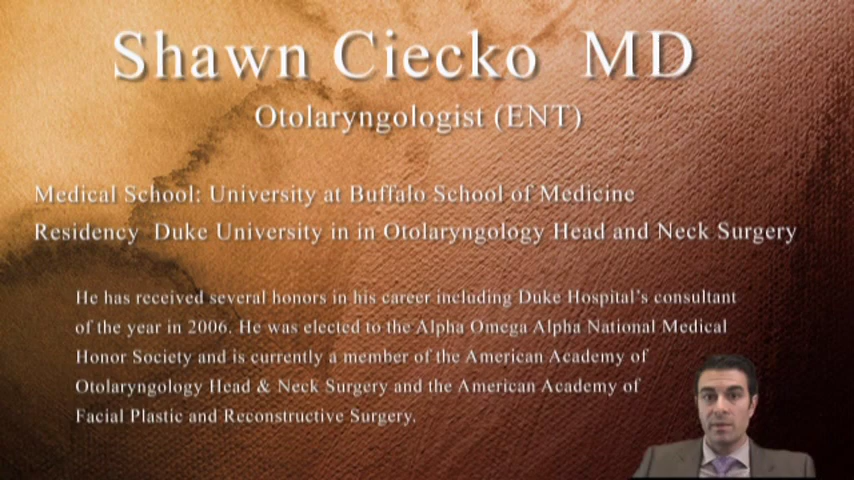 Shawn Ciecko MD
Otolaryngologist (ENT)
Medical School: University at Buffalo School of Medicine
Residency Duke University in in Otolaryngology Head and Neck Surgery
He has received several honors in his career including Duke Hospital's consultant
of the year in 2006. He was elected to the Alpha Omega Alpha National Medical
Honor Society and is currently a member of the American Academy of
Otolaryngology Head & Neck Surgery and the American Academy of
Facial Plastic and Reconstructive Surgery.